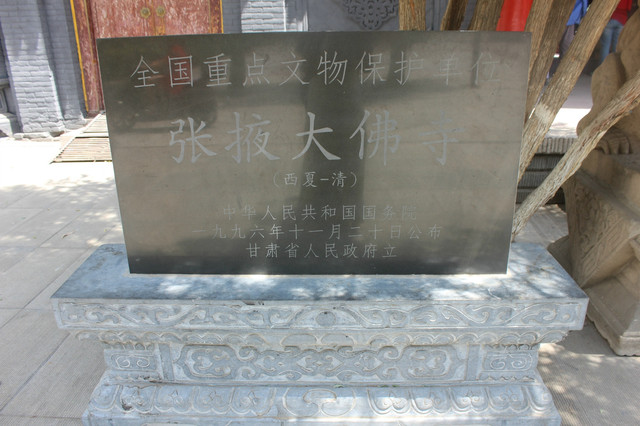 全国重点文物保护单位
张掖大佛寺
（西夏-清）
中华人民共和国国务院
一九九六年十一月二十日公布
甘肃省人民政府立